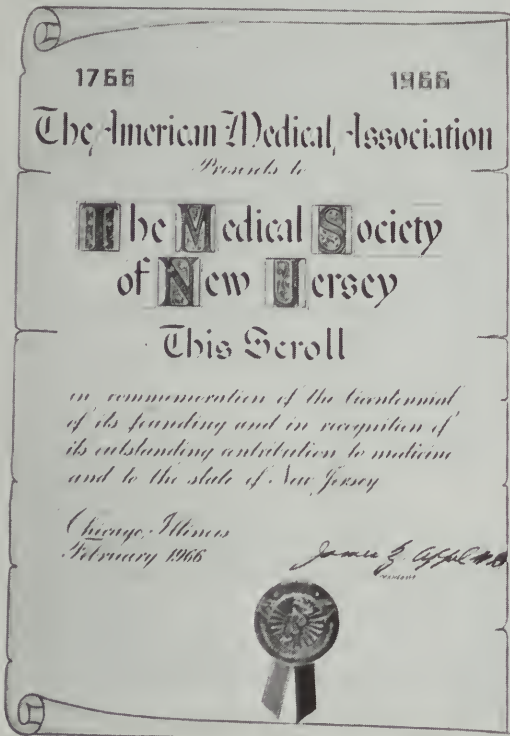 1766 1966
The American Medical Association
Presents to
The Medical Society
of New Jersey
This Scroll
in commemoration of the bicentennial
of its founding and in recognition of
its outstanding contribution to medicine
and to the state of New Jersey
Chicago, Illinois
February 1966
James Z. Appel M.D.